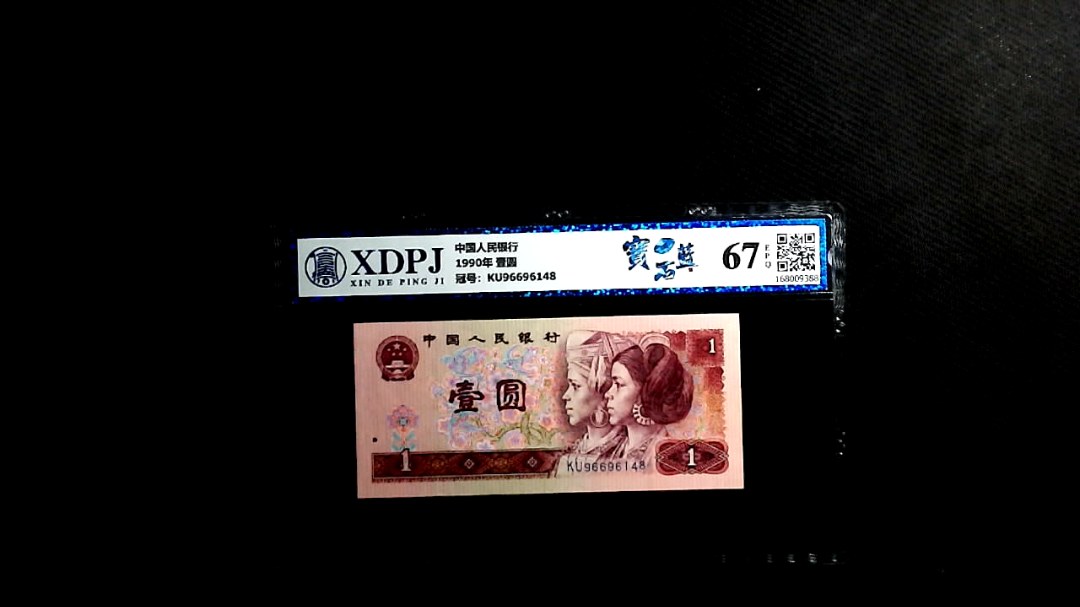 XDPJ
XIN DE PING JI
中国人民银行
1990年 壹圆
冠号：KU96696148
67
EPQ
168009388
中国人民银行
1
壹圆
1
KU96696148
1